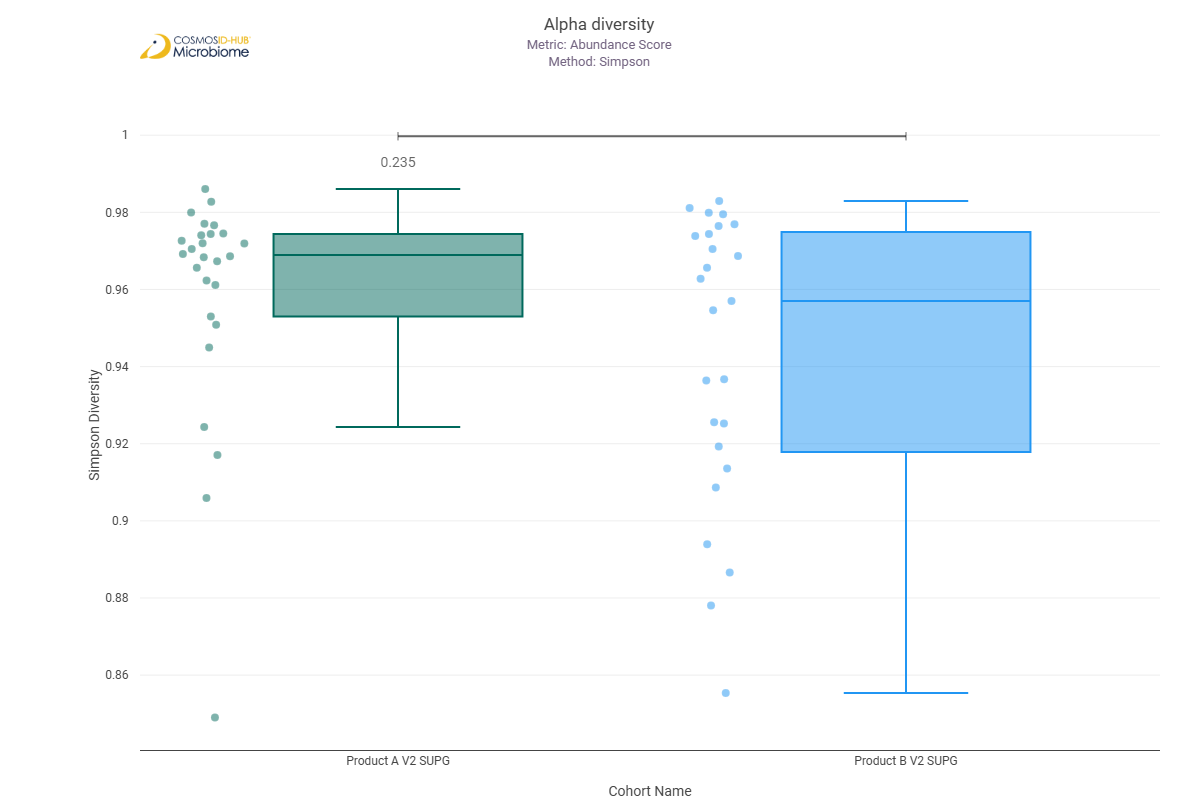 Alpha diversity
Metric: Abundance Score
Method: Simpson
COSMOSID-HUB
Microbiome
0.235
1
0.98
0.96
0.94
0.92
0.9
0.88
0.86
Simpson Diversity
Product A V2 SUPG
Product B V2 SUPG
Cohort Name